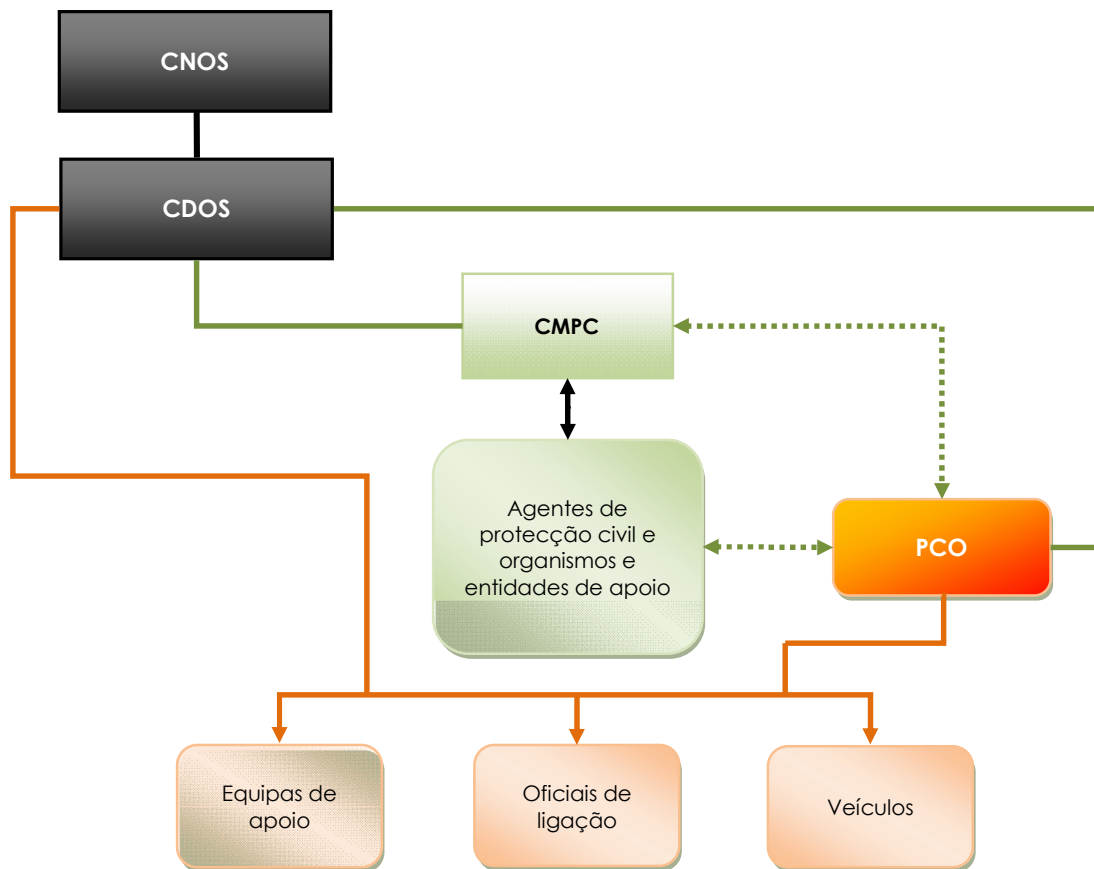 CNOS
CDOS
CMPC
Agentes de
protecção civil e
organismos e
entidades de apoio
PCO
Equipas de
apoio
Oficiais de
ligação
Veículos